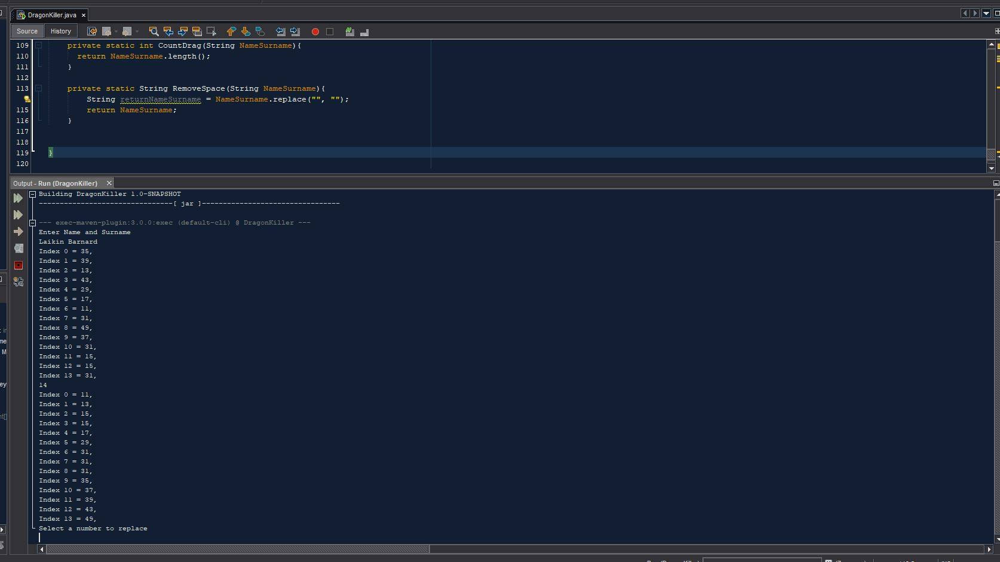 DragonKiller.java ×
Source History
109 private static int CountDrag(String NameSurname){
110 return NameSurname.length();
111 }
112
113 private static String RemoveSpace(String NameSurname){
String returnNameSurname = NameSurname.replace("", "");
115 return NameSurname;
116 }
117
118
119 }
120
Output - Run (DragonKiller) ×
Building DragonKiller 1.0-SNAPSHOT
--------------------------------[ jar ]---------------------------------
--- exec-maven-plugin:3.0.0:exec (default-cli) @ DragonKiller ---
Enter Name and Surname
Laikin Barnard
Index 0 = 35,
Index 1 = 39,
Index 2 = 13,
Index 3 = 43,
Index 4 = 29,
Index 5 = 17,
Index 6 = 11,
Index 7 = 31,
Index 8 = 49,
Index 9 = 37,
Index 10 = 31,
Index 11 = 15,
Index 12 = 15,
Index 13 = 31,
14
Index 0 = 11,
Index 1 = 13,
Index 2 = 15,
Index 3 = 15,
Index 4 = 17,
Index 5 = 29,
Index 6 = 31,
Index 7 = 31,
Index 8 = 31,
Index 9 = 35,
Index 10 = 37,
Index 11 = 39,
Index 12 = 43,
Index 13 = 49,
Select a number to replace